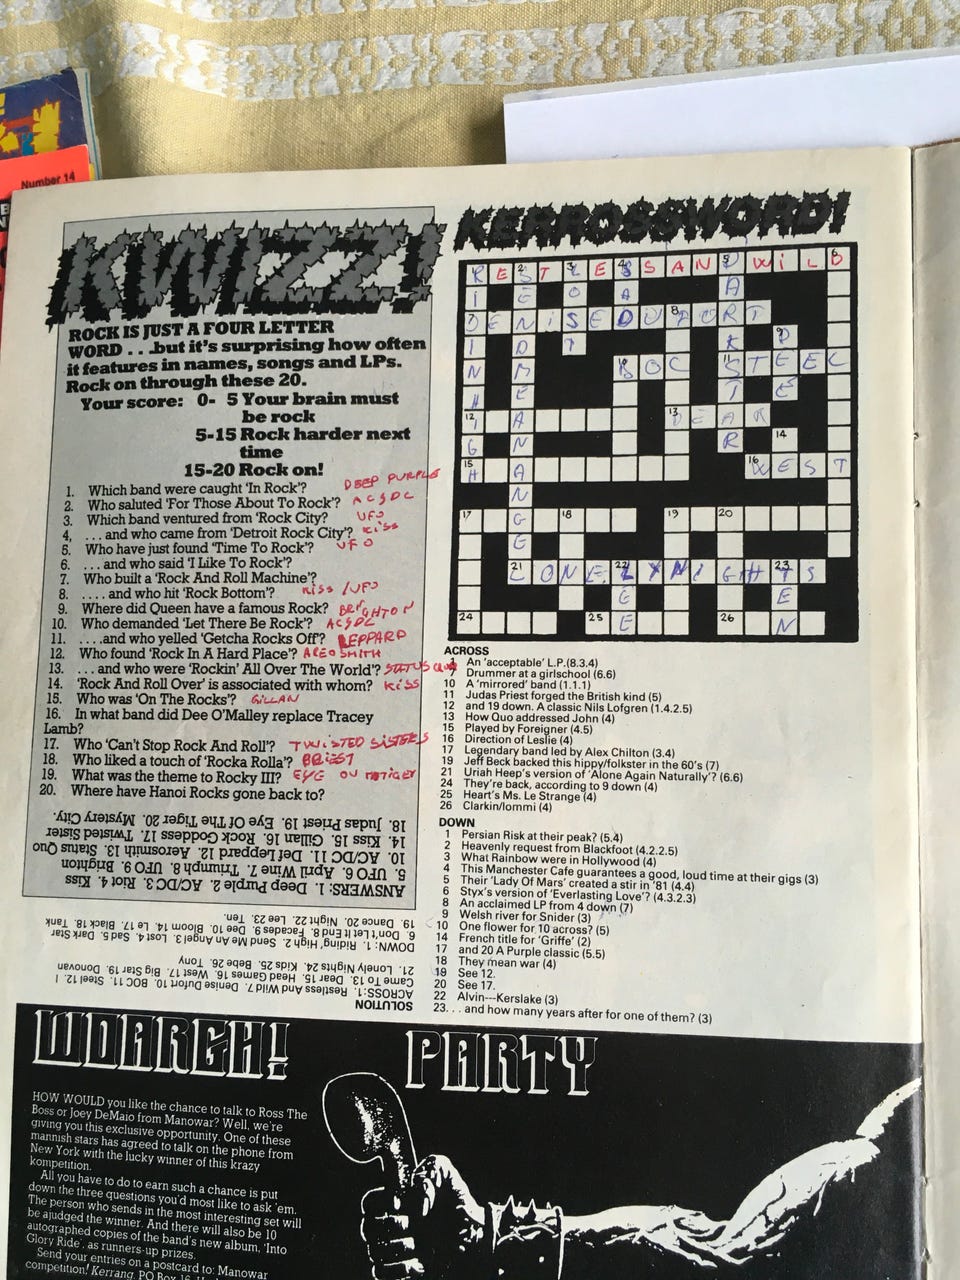 Number 14
KWIZZ!
ROCK IS JUST A FOUR LETTER
WORD . . .but it's surprising how often
it features in names, songs and LPs.
Rock on through these 20.
Your score: 0- 5 Your brain must
be rock
5-15 Rock harder next
time
15-20 Rock on!
1. Which band were caught 'In Rock'? DEEP PURPLE
2. Who saluted 'For Those About To Rock'? ACDC
3. Which band ventured from 'Rock City? UFO
4, . . . and who came from 'Detroit Rock City'? KISS
5. Who have just found 'Time To Rock'? UFO
6. . . . and who said 'I Like To Rock'?
7. Who built a 'Rock And Roll Machine'?
8. . . . . and who hit 'Rock Bottom'? KISS /UFO
9. Where did Queen have a famous Rock? BRIGHTON
10. Who demanded 'Let There Be Rock'? ACDC
11. . . . .and who yelled 'Getcha Rocks Off'? LEPPARD
12. Who found 'Rock In A Hard Place'? AREOSMITH
13. . . . and who were 'Rockin' All Over The World'? STATUS QUO
14. 'Rock And Roll Over' is associated with whom? KISS
15. Who was 'On The Rocks'? GILLAN
16. In what band did Dee O'Malley replace Tracey
Lamb?
17. Who 'Can't Stop Rock And Roll'? TWISTED SISTERS
18. Who liked a touch of 'Rocka Rolla'? PRIEST
19. What was the theme to Rocky III? EYE OV THTIGER
20. Where have Hanoi Rocks gone back to?
ANSWERS: 1. Deep Purple 2. AC/DC 3. Riot 4. Kiss
5. UFO 6. April Wine 7. Triumph 8. UFO 9. Brighton
10. AC/DC 11. Def Leppard 12. Aerosmith 13. Status Quo
14. Kiss 15. Gillan 16. Rock Goddess 17. Twisted Sister
18. Judas Priest 19. Eye Of The Tiger 20. Mystery City.
SOLUTION
ACROSS: 1. Restless And Wild 7. Denise Dufort 10. BOC 11. Steel 12. I
Came To 13. Dear 15. Head Games 16. West 17. Big Star 19. Donovan
21. Lonely Nights 24. Kids 25. Bebe 26. Tony
DOWN: 1. Riding High 2. Send Me An Angel 3. Lost 4. Sad 5. Dark Star
6. Don't Let It End 8. Facades 9. Dee 10. Bloom 14. Le 17. Black 18. Tank
19. Dance 20. Night 22. Lee 23. Ten.
KERROSSWORD!
ACROSS
1 An 'acceptable' L.P.(8.3.4)
7 Drummer at girlschool (6.6)
10 A 'mirrored' band (1.1.1)
11 Judas Priest forged the British kind (5)
12 and 19 down. A classic Nils Lofgren (1.4.2.5)
13 How Quo addressed John (4)
15 Played by Foreigner (4.5)
16 Direction of Leslie (4)
17 Legendary band led by Alex Chilton (3.4)
19 Jeff Beck backed this hippy/folkster in the 60's (7)
21 Uriah Heep's version of 'Alone Again Naturally'? (6.6)
24 They're back, according to 9 down (4)
25 Heart's Ms. Le Strange (4)
26 Clarkin/Iommi (4)
DOWN
1 Persian Risk at their peak? (5.4)
2 Heavenly request from Blackfoot (4.2.2.5)
3 What Rainbow were in Hollywood (4)
4 This Manchester Cafe guarantees a good, loud time at their gigs (3)
5 Their 'Lady Of Mars' created a stir in '81 (4.4)
6 Styx's version of 'Everlasting Love'? (4.3.2.3)
8 An acclaimed LP from 4 down (7)
9 Welsh river for Snider (3)
10 One flower for 10 across? (5)
14 French title for 'Griffe' (2)
17 and 20 A Purple classic (5.5)
18 They mean war (4)
19 See 12.
20 See 17.
22 Alvin---Kerslake (3)
23. . . and how many years after for one of them? (3)
WOARGH! PARTY
HOW WOULD you like the chance to talk to Ross The
Boss or Joey DeMaio from Manowar? Well, we're
giving you this exclusive opportunity. One of these
mannish stars has agreed to talk on the phone from
New York with the lucky winner of this krazy
kompetition.
All you have to do to earn such a chance is put
down the three questions you'd most like to ask 'em.
The person who sends in the most interesting set will
be ajudged the winner. And there will also be 10
autographed copies of the band's new album, 'Into
Glory Ride', as runners-up prizes.
Send your entries on a postcard to: Manowar
competition! Kerrang, PO Box 16,